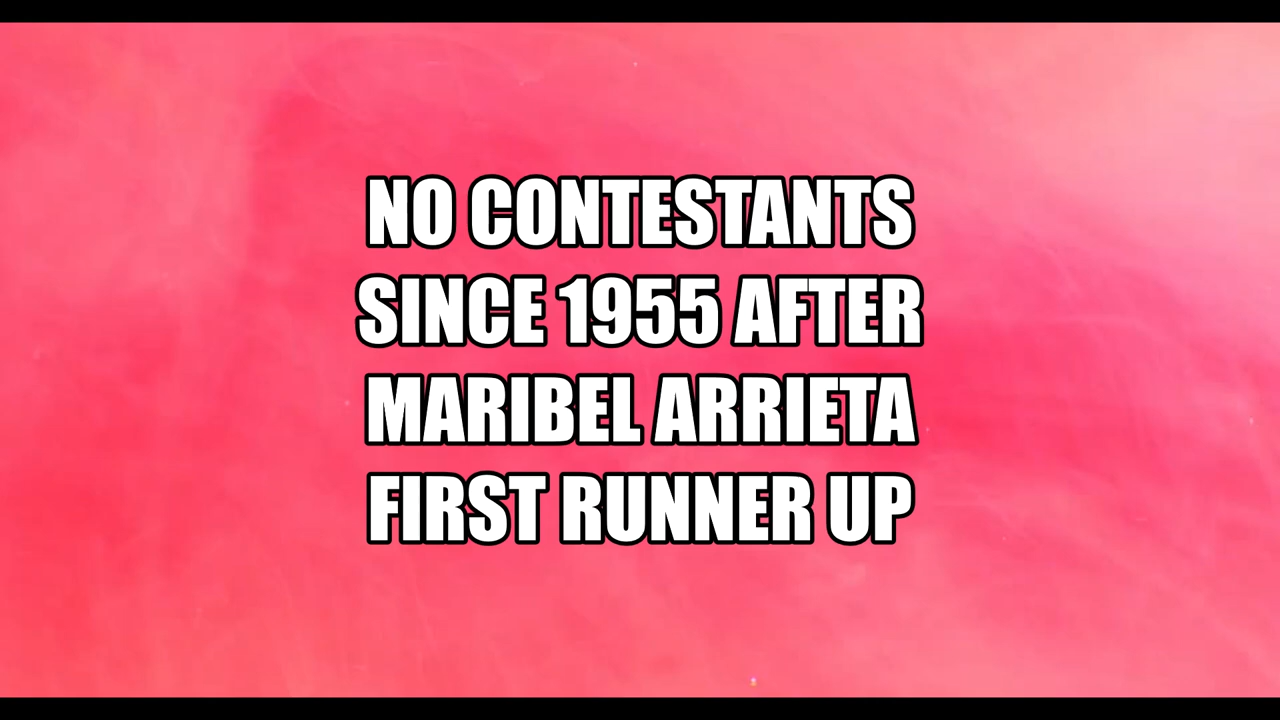 NO CONTESTANTS
SINCE 1955 AFTER
MARIBEL ARRIETA
FIRST RUNNER UP